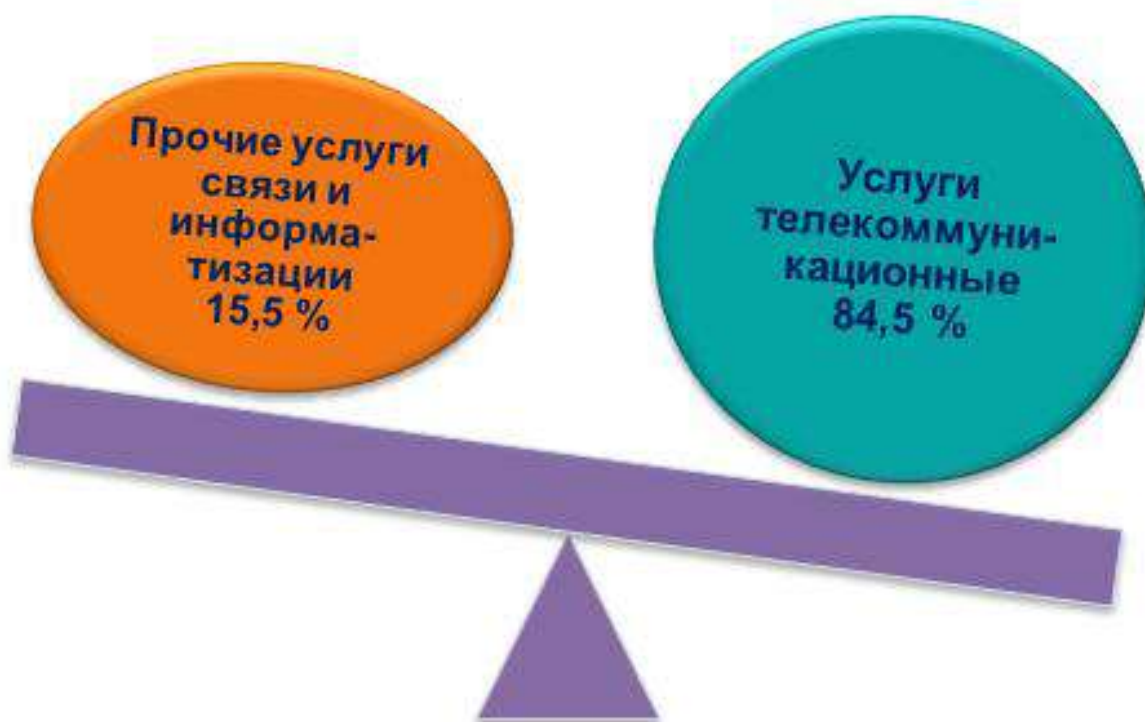 Прочие услуги
связи и
информа-
тизации
15,5 %
Услуги
телекоммуни-
кационные
84,5 %